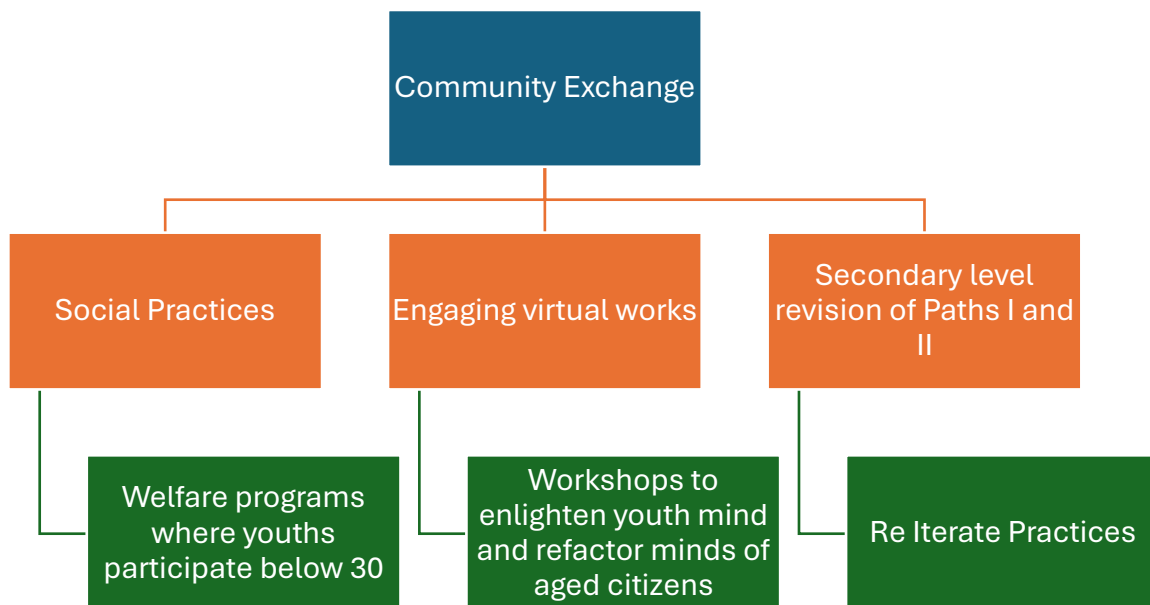 Community Exchange
Social Practices
Engaging virtual works
Secondary level
revision of Paths I and
II
Welfare programs
where youths
participate below 30
Workshops to
enlighten youth mind
and refactor minds of
aged citizens
Re Iterate Practices